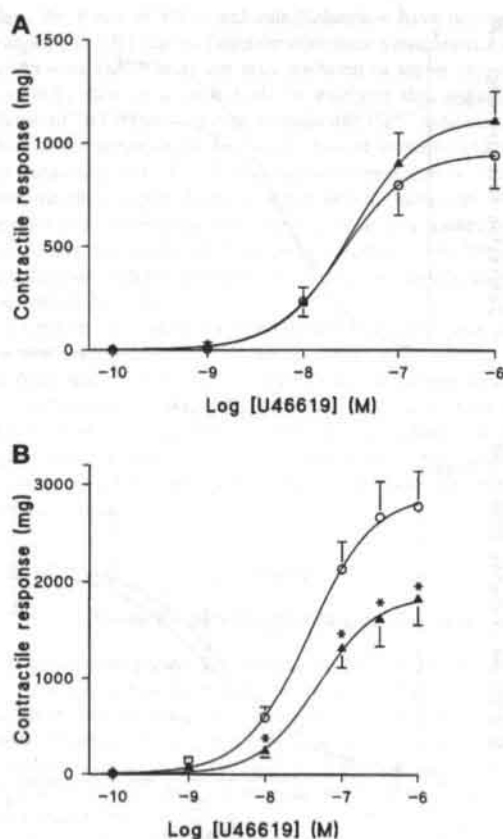 A
Contractile response (mg)
1500
1000
500
0
-10 -9 -8 -7 -6
Log [U46619] (M)
B
Contractile response (mg)
3000
2000
1000
0
* * * *
-10 -9 -8 -7 -6
Log [U46619] (M)